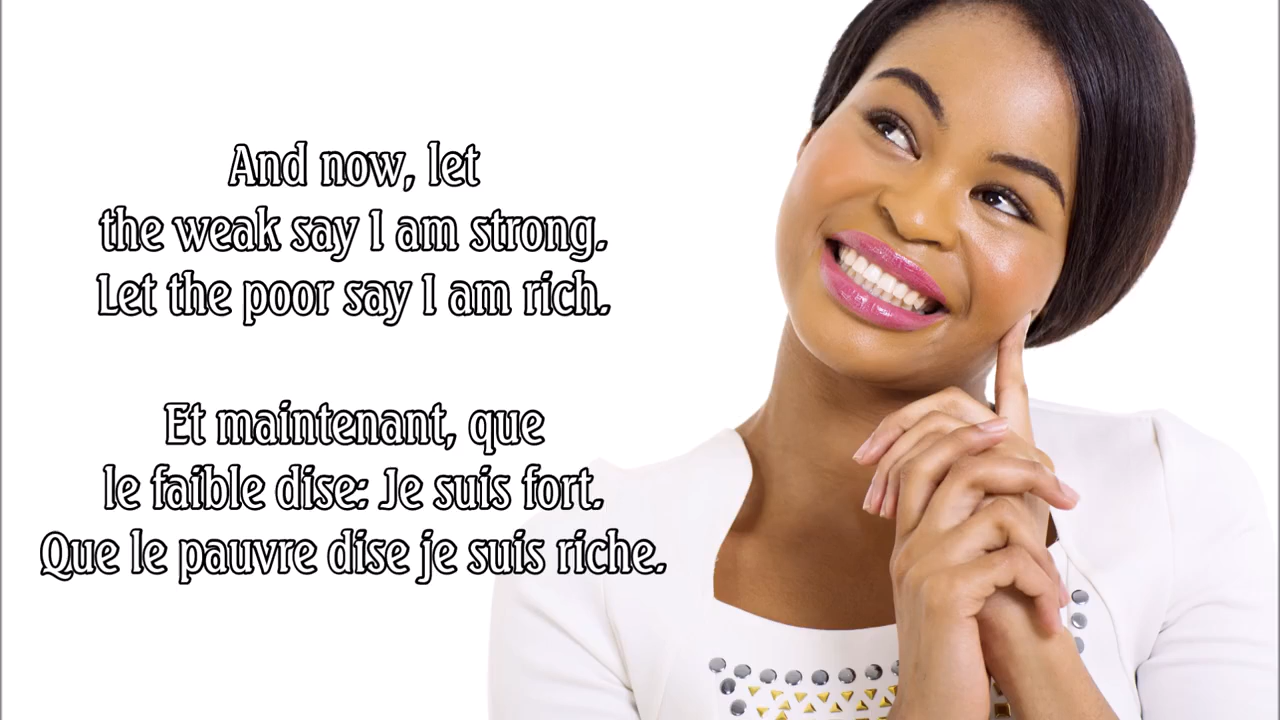 And now, let
the weak say I am strong.
Let the poor say I am rich.
Et maintenant, que
le faible dise: Je suis fort.
Que le pauvre dise je suis riche.